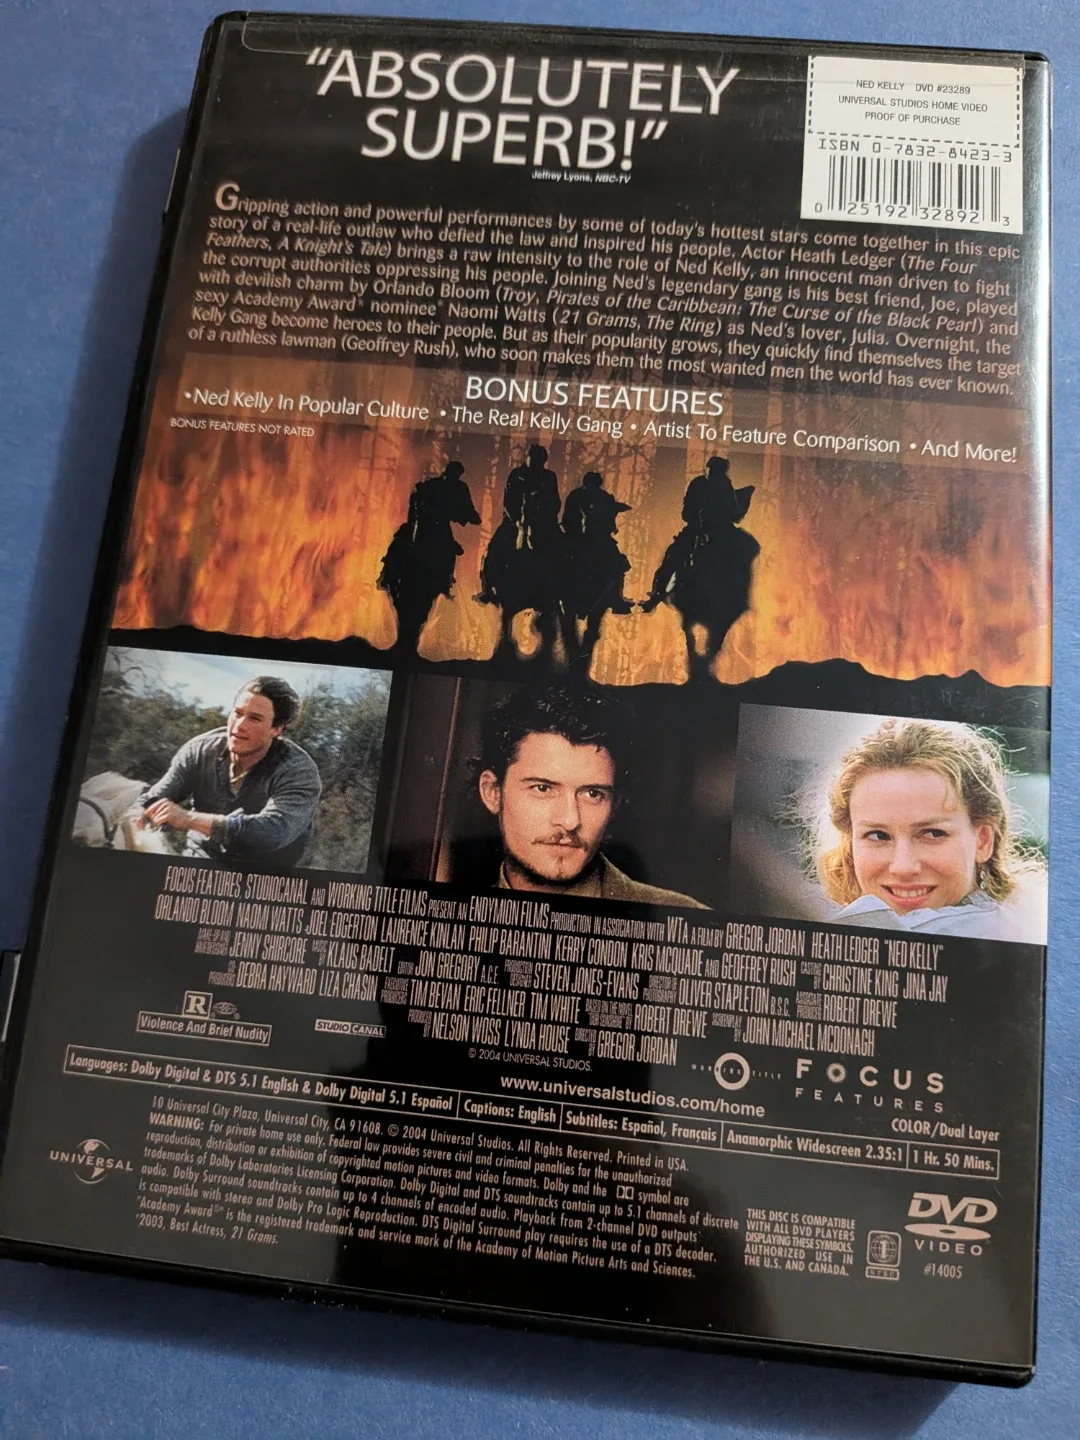 "ABSOLUTELY
SUPERB!"
Jeffrey Lyons, NBC-TV
NED KELLY DVD #23289
UNIVERSAL STUDIOS HOME VIDEO
PROOF OF PURCHASE
ISBN 0-7832-8423-3
0 25192 32892 3
Gripping action and powerful performances by some of today's hottest stars come together in this epic
story of a real-life outlaw who defied the law and inspired his people. Actor Heath Ledger (The Four
Feathers, A Knight's Tale) brings a raw intensity to the role of Ned Kelly, an innocent man driven to fight
the corrupt authorities oppressing his people. Joining Ned's legendary gang is his best friend, Joe, played
with devilish charm by Orlando Bloom (Troy, Pirates of the Caribbean: The Curse of the Black Pearl) and
sexy Academy Award® nominee* Naomi Watts (21 Grams, The Ring) as Ned's lover, Julia. Overnight, the
Kelly Gang become heroes to their people. But as their popularity grows, they quickly find themselves the target
of a ruthless lawman (Geoffrey Rush), who soon makes them the most wanted men the world has ever known.
BONUS FEATURES
•Ned Kelly In Popular Culture • The Real Kelly Gang • Artist To Feature Comparison • And More!
BONUS FEATURES NOT RATED
FOCUS FEATURES, STUDIOCANAL AND WORKING TITLE FILMS PRESENT AN ENDYMION FILMS PRODUCTION IN ASSOCIATION WITH WTA A FILM BY GREGOR JORDAN HEATH LEDGER "NED KELLY"
ORLANDO BLOOM NAOMI WATTS JOEL EDGERTON LAURENCE KINLAN PHILIP BARANTINI KERRY CONDON KRIS MCQUADE AND GEOFFREY RUSH CASTING BY CHRISTINE KING JINA JAY
MAKE-UP AND HAIR DESIGNER JENNY SHIRCORE MUSIC BY KLAUS BADELT EDITOR JON GREGORY A.C.E. PRODUCTION DESIGNER STEVEN JONES-EVANS DIRECTOR OF PHOTOGRAPHY OLIVER STAPLETON B.S.C. ASSOCIATE PRODUCER ROBERT DREWE
CO-PRODUCERS DEBRA HAYWARD LIZA CHASIN EXECUTIVE PRODUCERS TIM BEVAN ERIC FELLNER TIM WHITE BASED ON THE NOVEL "OUR SUNSHINE" BY ROBERT DREWE SCREENPLAY BY JOHN MICHAEL MCDONAGH
PRODUCED BY NELSON WOSS LYNDA HOUSE DIRECTED BY GREGOR JORDAN
R
Violence And Brief Nudity
STUDIO CANAL
© 2004 UNIVERSAL STUDIOS.
WORKING TITLE
FOCUS
FEATURES
www.universalstudios.com/home
COLOR/Dual Layer
Languages: Dolby Digital & DTS 5.1 English & Dolby Digital 5.1 Español Captions: English Subtitles: Español, Français Anamorphic Widescreen 2.35:1 1 Hr. 50 Mins.
UNIVERSAL
10 Universal City Plaza, Universal City, CA 91608. © 2004 Universal Studios. All Rights Reserved. Printed in USA.
WARNING: For private home use only. Federal law provides severe civil and criminal penalties for the unauthorized
reproduction, distribution or exhibition of copyrighted motion pictures and video formats. Dolby and the symbol are
trademarks of Dolby Laboratories Licensing Corporation. Dolby Digital and DTS soundtracks contain up to 5.1 channels of discrete
audio. Dolby Surround soundtracks contain up to 4 channels of encoded audio. Playback from 2-channel DVD outputs
is compatible with stereo and Dolby Pro Logic Reproduction. DTS Digital Surround play requires the use of a DTS decoder.
"Academy Award®" is the registered trademark and service mark of the Academy of Motion Picture Arts and Sciences.
*2003, Best Actress, 21 Grams.
THIS DISC IS COMPATIBLE
WITH ALL DVD PLAYERS
DISPLAYING THESE SYMBOLS.
AUTHORIZED USE IN
THE U.S. AND CANADA.
1
NTSC
DVD
VIDEO™
#14005